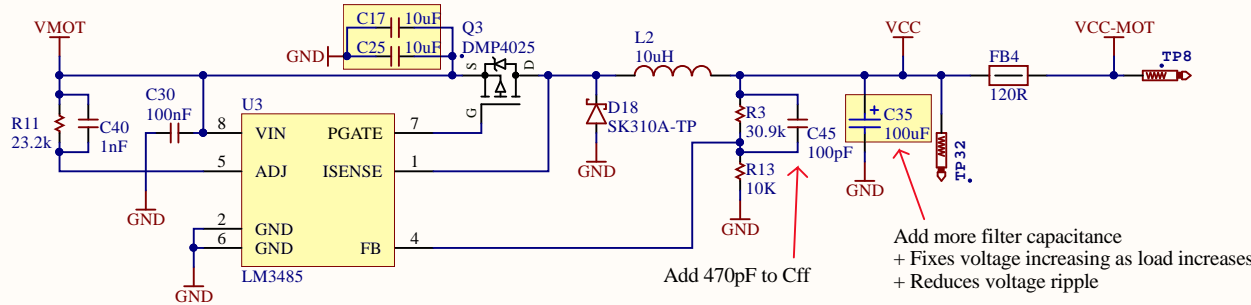 VMOT
C17
10uF
GND
C25
10uF
Q3
DMP4025
S
D
G
L2
10uH
VCC
VCC-MOT
FB4
120R
TP8
R11
23.2k
C40
1nF
C30
100nF
GND
U3
8
VIN
PGATE
7
5
ADJ
ISENSE
1
2
GND
6
GND
FB
4
LM3485
GND
D18
SK310A-TP
GND
R3
30.9k
C45
100pF
R13
10K
GND
+
C35
100uF
GND
TP32
Add 470pF to Cff
Add more filter capacitance
+ Fixes voltage increasing as load increases
+ Reduces voltage ripple